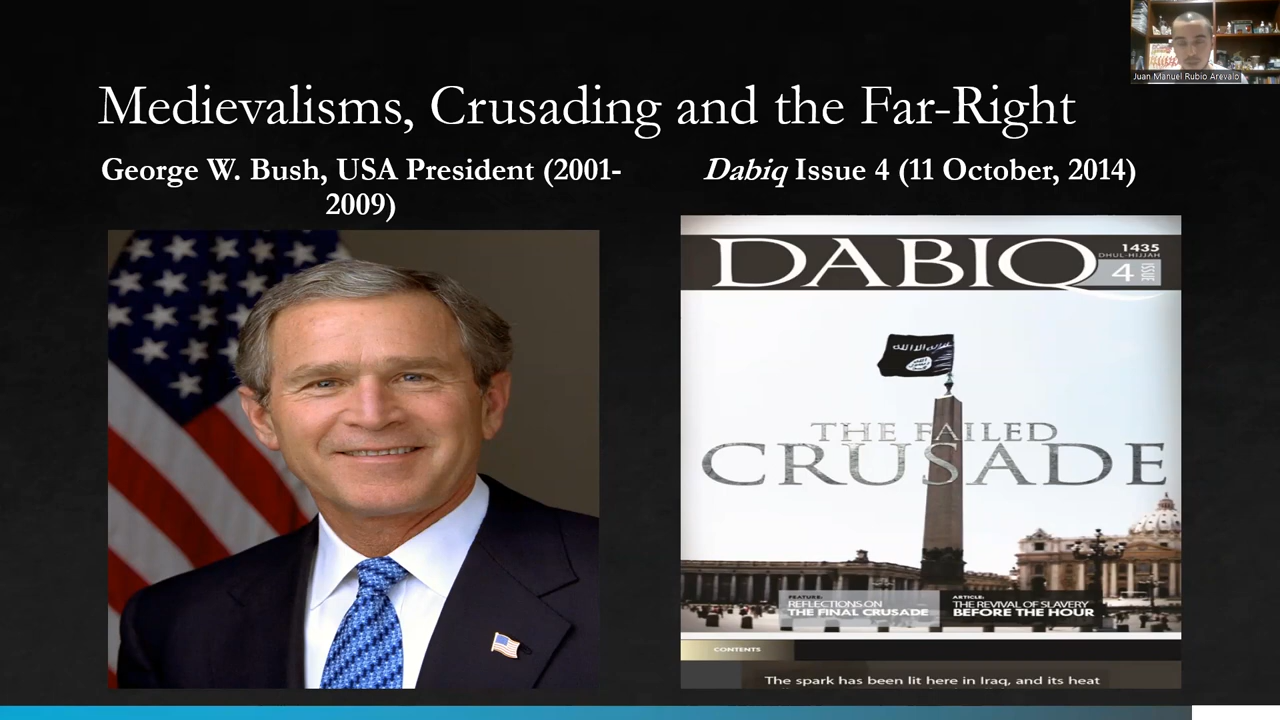 Juan Manuel Rubio Arevalo
Medievalisms, Crusading and the Far-Right
George W. Bush, USA President (2001-
2009)
Dabiq Issue 4 (11 October, 2014)
DABIQ
1435
DHUL-HIJJAH
4
ISSUE
THE FAILED
CRUSADE
FEATURE:
REFLECTIONS ON
THE FINAL CRUSADE
ARTICLE:
THE REVIVAL OF SLAVERY
BEFORE THE HOUR
CONTENTS
The spark has been lit here in Iraq, and its heat